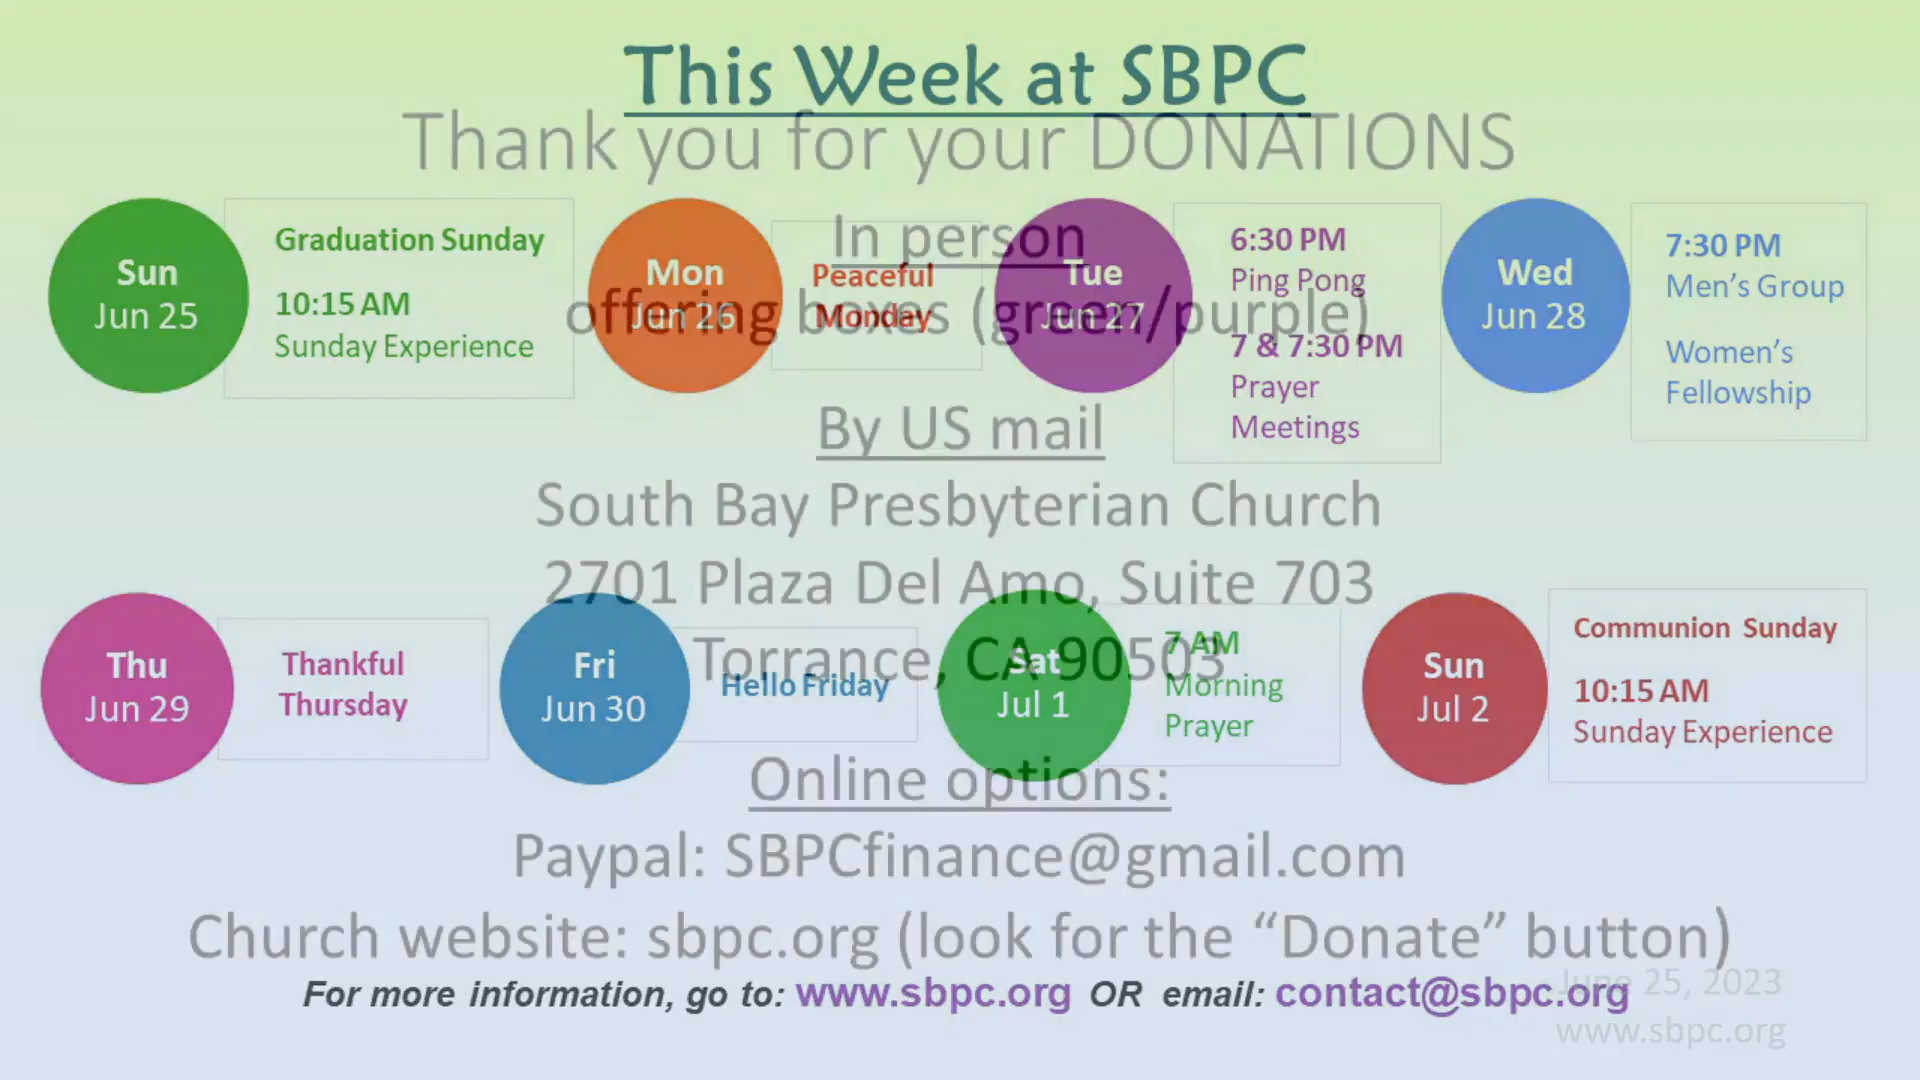 This Week at SBPC
Thank you for your DONATIONS
Sun
Jun 25
Graduation Sunday
10:15 AM
Sunday Experience
Mon
Jun 26
Peaceful
Monday
Tue
Jun 27
6:30 PM
Ping Pong
7 & 7:30 PM
Prayer
Meetings
Wed
Jun 28
7:30 PM
Men's Group
Women's
Fellowship
In person
offering boxes (green/purple)
By US mail
South Bay Presbyterian Church
2701 Plaza Del Amo, Suite 703
Torrance, CA 90503
Thu
Jun 29
Thankful
Thursday
Fri
Jun 30
Hello Friday
Sat
Jul 1
7 AM
Morning
Prayer
Sun
Jul 2
Communion Sunday
10:15 AM
Sunday Experience
Online options:
Paypal: SBPCfinance@gmail.com
Church website: sbpc.org (look for the “Donate” button)
For more information, go to: www.sbpc.org OR email: contact@sbpc.org
June 25, 2023
www.sbpc.org